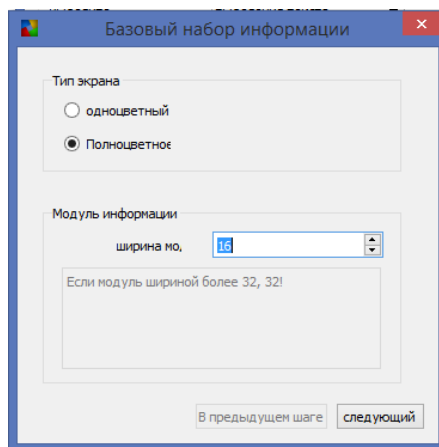 Базовый набор информации
Тип экрана
одноцветный
Полноцветное
Модуль информации
ширина мо,
16
Если модуль шириной более 32, 32!
В предыдущем шаге
следующий